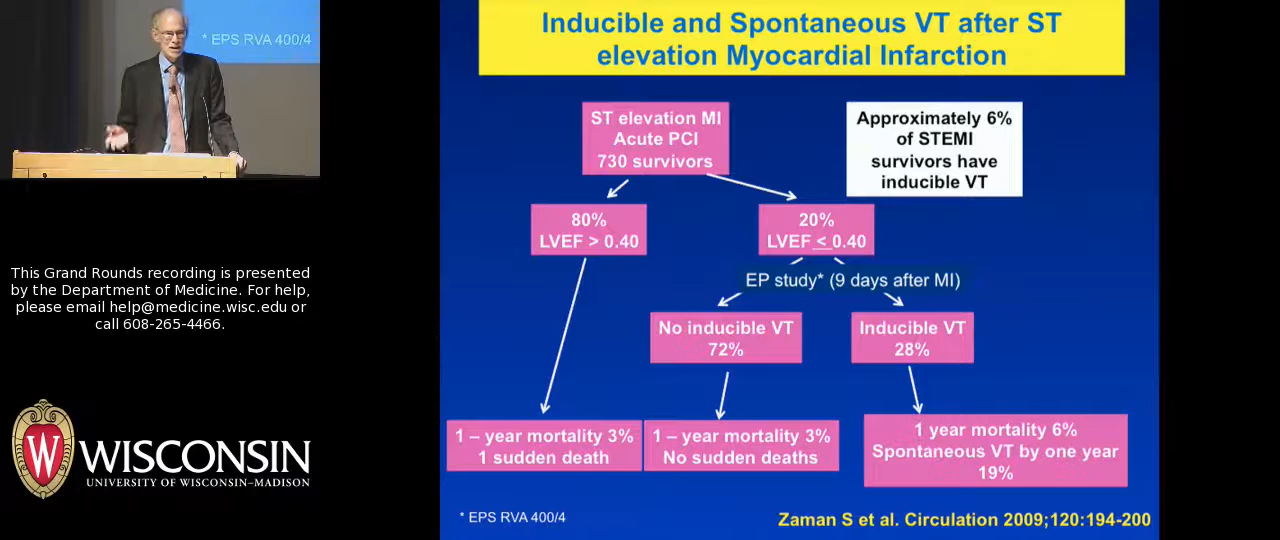 * EPS RVA 400/4
This Grand Rounds recording is presented
by the Department of Medicine. For help,
please email help@medicine.wisc.edu or
call 608-265-4466.
W
WISCONSIN
UNIVERSITY OF WISCONSIN–MADISON
Inducible and Spontaneous VT after ST
elevation Myocardial Infarction
ST elevation MI
Acute PCI
730 survivors
Approximately 6%
of STEMI
survivors have
inducible VT
80%
LVEF > 0.40
20%
LVEF < 0.40
EP study* (9 days after MI)
No inducible VT
72%
Inducible VT
28%
1 – year mortality 3%
1 sudden death
1 – year mortality 3%
No sudden deaths
1 year mortality 6%
Spontaneous VT by one year
19%
* EPS RVA 400/4
Zaman S et al. Circulation 2009;120:194-200